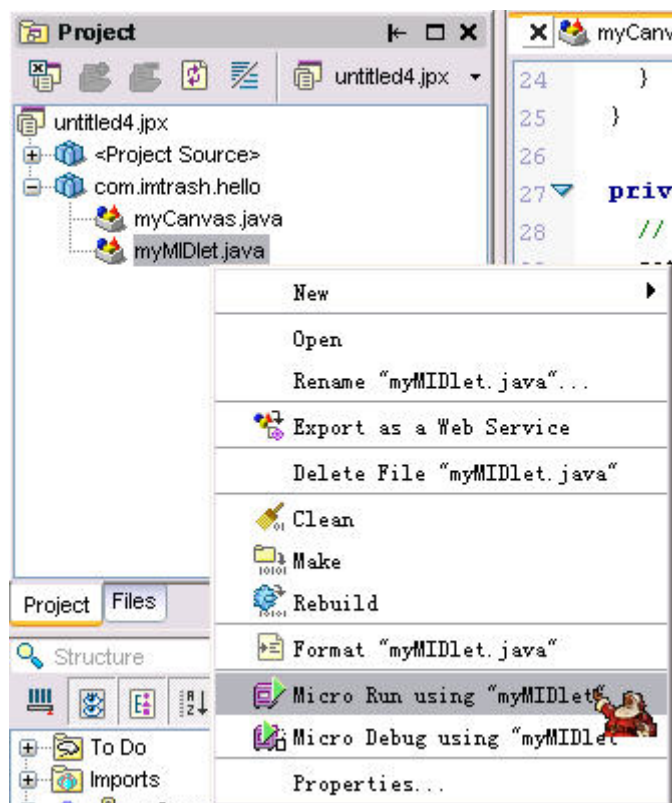 Project
myCanv
untitled4.jpx
untitled4.jpx
<Project Source>
com.imtrash.hello
myCanvas.java
myMIDlet.java
24 }
25 }
26
27 priv
28 //
New
Open
Rename "myMIDlet.java"...
Export as a Web Service
Delete File "myMIDlet.java"
Clean
Make
Rebuild
Format "myMIDlet.java"
Micro Run using "myMIDlet"
Micro Debug using "myMIDlet
Properties...
Project Files
Structure
To Do
Imports